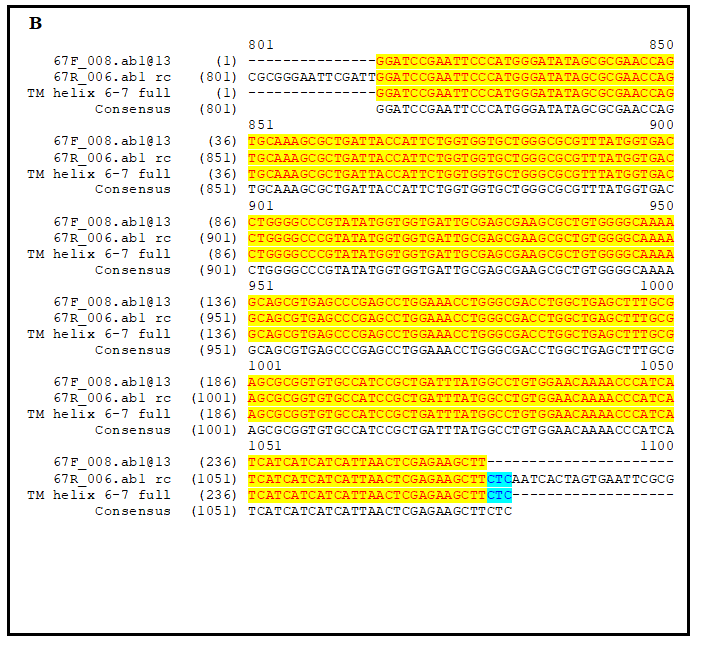 B
801 850
67F_008.ab1@13 (1) ---------------GGATCCGAATTCCCATGGGATATAGCGCGAACCAG
67R_006.ab1 rc (801) CGCGGGAATTCGATTGGATCCGAATTCCCATGGGATATAGCGCGAACCAG
TM helix 6-7 full (1) ---------------GGATCCGAATTCCCATGGGATATAGCGCGAACCAG
Consensus (801) GGATCCGAATTCCCATGGGATATAGCGCGAACCAG
851 900
67F_008.ab1@13 (36) TGCAAAGCGCTGATTACCATTCTGGTGGTGCTGGGCGCGTTTATGGTGAC
67R_006.ab1 rc (851) TGCAAAGCGCTGATTACCATTCTGGTGGTGCTGGGCGCGTTTATGGTGAC
TM helix 6-7 full (36) TGCAAAGCGCTGATTACCATTCTGGTGGTGCTGGGCGCGTTTATGGTGAC
Consensus (851) TGCAAAGCGCTGATTACCATTCTGGTGGTGCTGGGCGCGTTTATGGTGAC
901 950
67F_008.ab1@13 (86) CTGGGGCCCGTATATGGTGGTGATTGCGAGCGAAGCGCTGTGGGGCAAAA
67R_006.ab1 rc (901) CTGGGGCCCGTATATGGTGGTGATTGCGAGCGAAGCGCTGTGGGGCAAAA
TM helix 6-7 full (86) CTGGGGCCCGTATATGGTGGTGATTGCGAGCGAAGCGCTGTGGGGCAAAA
Consensus (901) CTGGGGCCCGTATATGGTGGTGATTGCGAGCGAAGCGCTGTGGGGCAAAA
951 1000
67F_008.ab1@13 (136) GCAGCGTGAGCCCGAGCCTGGAAACCTGGGCGACCTGGCTGAGCTTTGCG
67R_006.ab1 rc (951) GCAGCGTGAGCCCGAGCCTGGAAACCTGGGCGACCTGGCTGAGCTTTGCG
TM helix 6-7 full (136) GCAGCGTGAGCCCGAGCCTGGAAACCTGGGCGACCTGGCTGAGCTTTGCG
Consensus (951) GCAGCGTGAGCCCGAGCCTGGAAACCTGGGCGACCTGGCTGAGCTTTGCG
1001 1050
67F_008.ab1@13 (186) AGCGCGGTGTGCCATCCGCTGATTTATGGCCTGTGGAACAAAACCCATCA
67R_006.ab1 rc (1001) AGCGCGGTGTGCCATCCGCTGATTTATGGCCTGTGGAACAAAACCCATCA
TM helix 6-7 full (186) AGCGCGGTGTGCCATCCGCTGATTTATGGCCTGTGGAACAAAACCCATCA
Consensus (1001) AGCGCGGTGTGCCATCCGCTGATTTATGGCCTGTGGAACAAAACCCATCA
1051 1100
67F_008.ab1@13 (236) TCATCATCATCATTAACTCGAGAAGCTT----------------------
67R_006.ab1 rc (1051) TCATCATCATCATTAACTCGAGAAGCTTCTCAATCACTAGTGAATTCGCG
TM helix 6-7 full (236) TCATCATCATCATTAACTCGAGAAGCTTCTC-------------------
Consensus (1051) TCATCATCATCATTAACTCGAGAAGCTTCTC